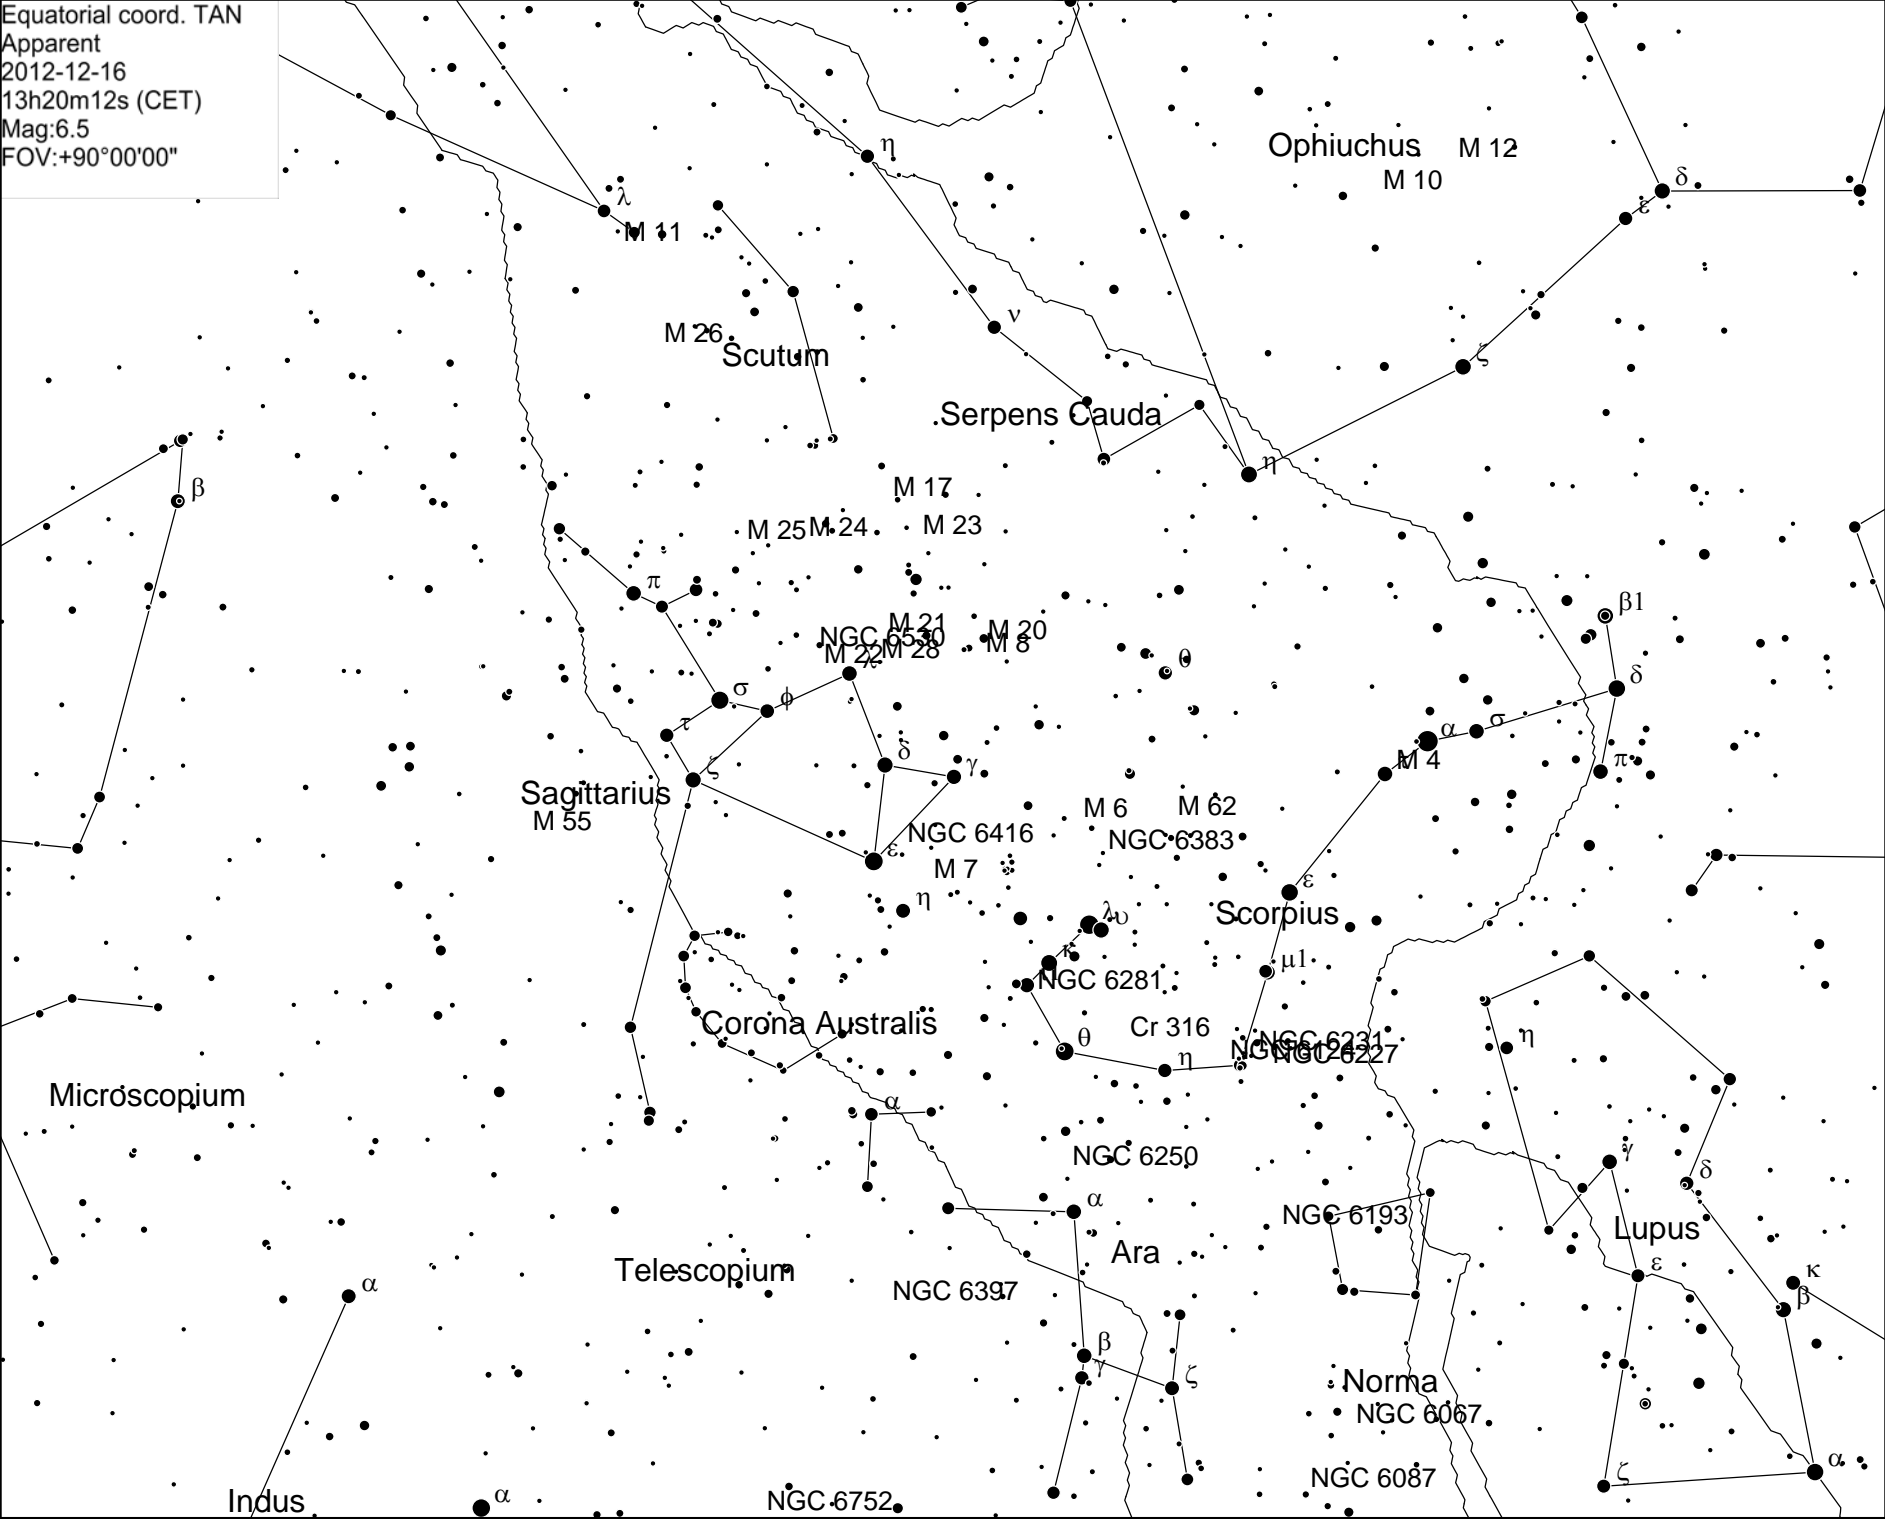 Equatorial coord. TAN
Apparent
2012-12-16
13h20m12s (CET)
Mag:6.5
FOV:+90°00'00"
η
Ophiuchus
M 12
M 10
δ
ε
λ
M 11
ν
M 26
Scutum
ζ
Serpens Cauda
η
β
M 17
M 25
M 24
M 23
π
β1
M 21
M 20
NGC 6530
M 8
M 28
M 22
λ
θ
δ
σ
ϕ
τ
σ
α
δ
M 4
π
γ
ζ
Sagittarius
M 55
M 6
M 62
NGC 6416
NGC 6383
ε
M 7
ε
η
λ
υ
Scorpius
κ
μ1
NGC 6281
Corona Australis
Cr 316
θ
η
NGC 6231
NGC 6124
NGC 6227
η
Microscopium
α
NGC 6250
γ
δ
α
NGC 6193
Lupus
Ara
Telescopium
ε
κ
α
NGC 6397
β
β
γ
ζ
Norma
NGC 6067
ζ
α
NGC 6087
Indus
α
NGC 6752